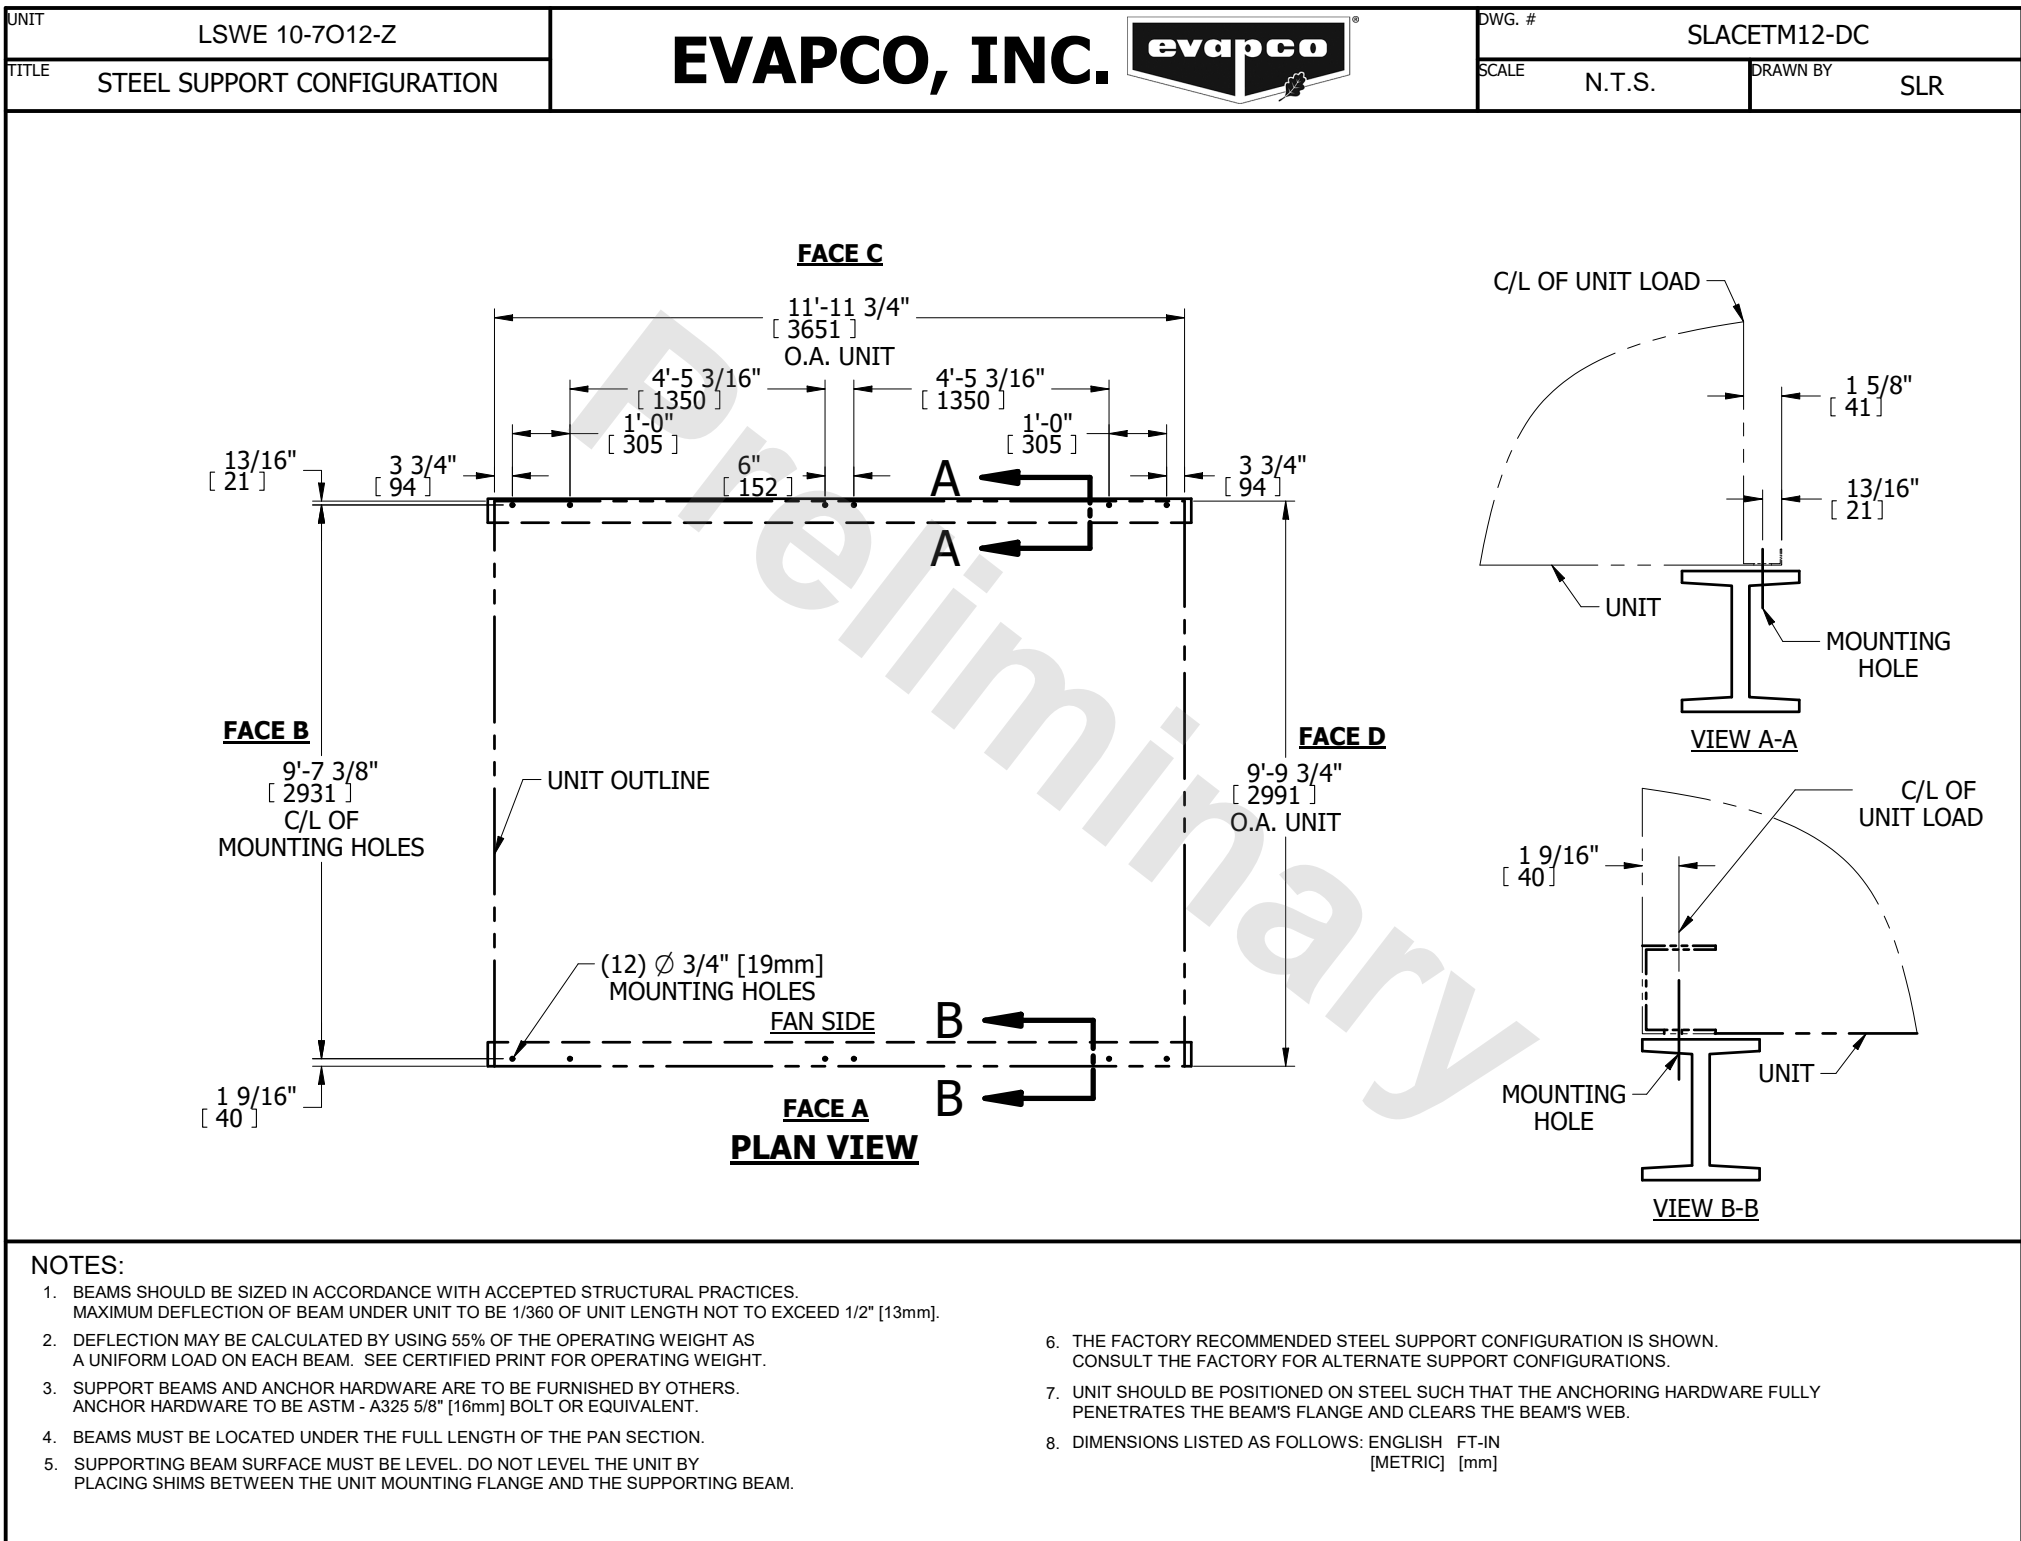 UNIT
LSWE 10-7O12-Z
TITLE
STEEL SUPPORT CONFIGURATION
EVAPCO, INC.
evapco
®
DWG. #
SLACETM12-DC
SCALE
N.T.S.
DRAWN BY
SLR
FACE C
11'-11 3/4"
[ 3651 ]
O.A. UNIT
4'-5 3/16"
[ 1350 ]
4'-5 3/16"
[ 1350 ]
1'-0"
[ 305 ]
1'-0"
[ 305 ]
13/16"
[ 21 ]
3 3/4"
[ 94 ]
6"
[ 152 ]
3 3/4"
[ 94 ]
A
A
FACE B
9'-7 3/8"
[ 2931 ]
C/L OF
MOUNTING HOLES
UNIT OUTLINE
FACE D
9'-9 3/4"
[ 2991 ]
O.A. UNIT
(12) Ø 3/4" [19mm]
MOUNTING HOLES
FAN SIDE
B
B
1 9/16"
[ 40 ]
FACE A
PLAN VIEW
Preliminary
C/L OF UNIT LOAD
1 5/8"
[ 41 ]
13/16"
[ 21 ]
UNIT
MOUNTING
HOLE
VIEW A-A
C/L OF
UNIT LOAD
1 9/16"
[ 40 ]
UNIT
MOUNTING
HOLE
VIEW B-B
NOTES:
1. BEAMS SHOULD BE SIZED IN ACCORDANCE WITH ACCEPTED STRUCTURAL PRACTICES.
MAXIMUM DEFLECTION OF BEAM UNDER UNIT TO BE 1/360 OF UNIT LENGTH NOT TO EXCEED 1/2" [13mm].
2. DEFLECTION MAY BE CALCULATED BY USING 55% OF THE OPERATING WEIGHT AS
A UNIFORM LOAD ON EACH BEAM. SEE CERTIFIED PRINT FOR OPERATING WEIGHT.
3. SUPPORT BEAMS AND ANCHOR HARDWARE ARE TO BE FURNISHED BY OTHERS.
ANCHOR HARDWARE TO BE ASTM - A325 5/8" [16mm] BOLT OR EQUIVALENT.
4. BEAMS MUST BE LOCATED UNDER THE FULL LENGTH OF THE PAN SECTION.
5. SUPPORTING BEAM SURFACE MUST BE LEVEL. DO NOT LEVEL THE UNIT BY
PLACING SHIMS BETWEEN THE UNIT MOUNTING FLANGE AND THE SUPPORTING BEAM.
6. THE FACTORY RECOMMENDED STEEL SUPPORT CONFIGURATION IS SHOWN.
CONSULT THE FACTORY FOR ALTERNATE SUPPORT CONFIGURATIONS.
7. UNIT SHOULD BE POSITIONED ON STEEL SUCH THAT THE ANCHORING HARDWARE FULLY
PENETRATES THE BEAM'S FLANGE AND CLEARS THE BEAM'S WEB.
8. DIMENSIONS LISTED AS FOLLOWS: ENGLISH FT-IN
[METRIC] [mm]